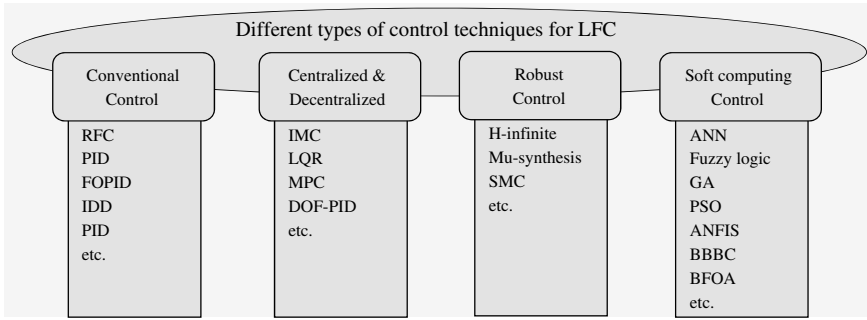 Different types of control techniques for LFC
Conventional
Control
RFC
PID
FOPID
IDD
PID
etc.
Centralized &
Decentralized
IMC
LQR
MPC
DOF-PID
etc.
Robust
Control
H-infinite
Mu-synthesis
SMC
etc.
Soft computing
Control
ANN
Fuzzy logic
GA
PSO
ANFIS
BBBC
BFOA
etc.